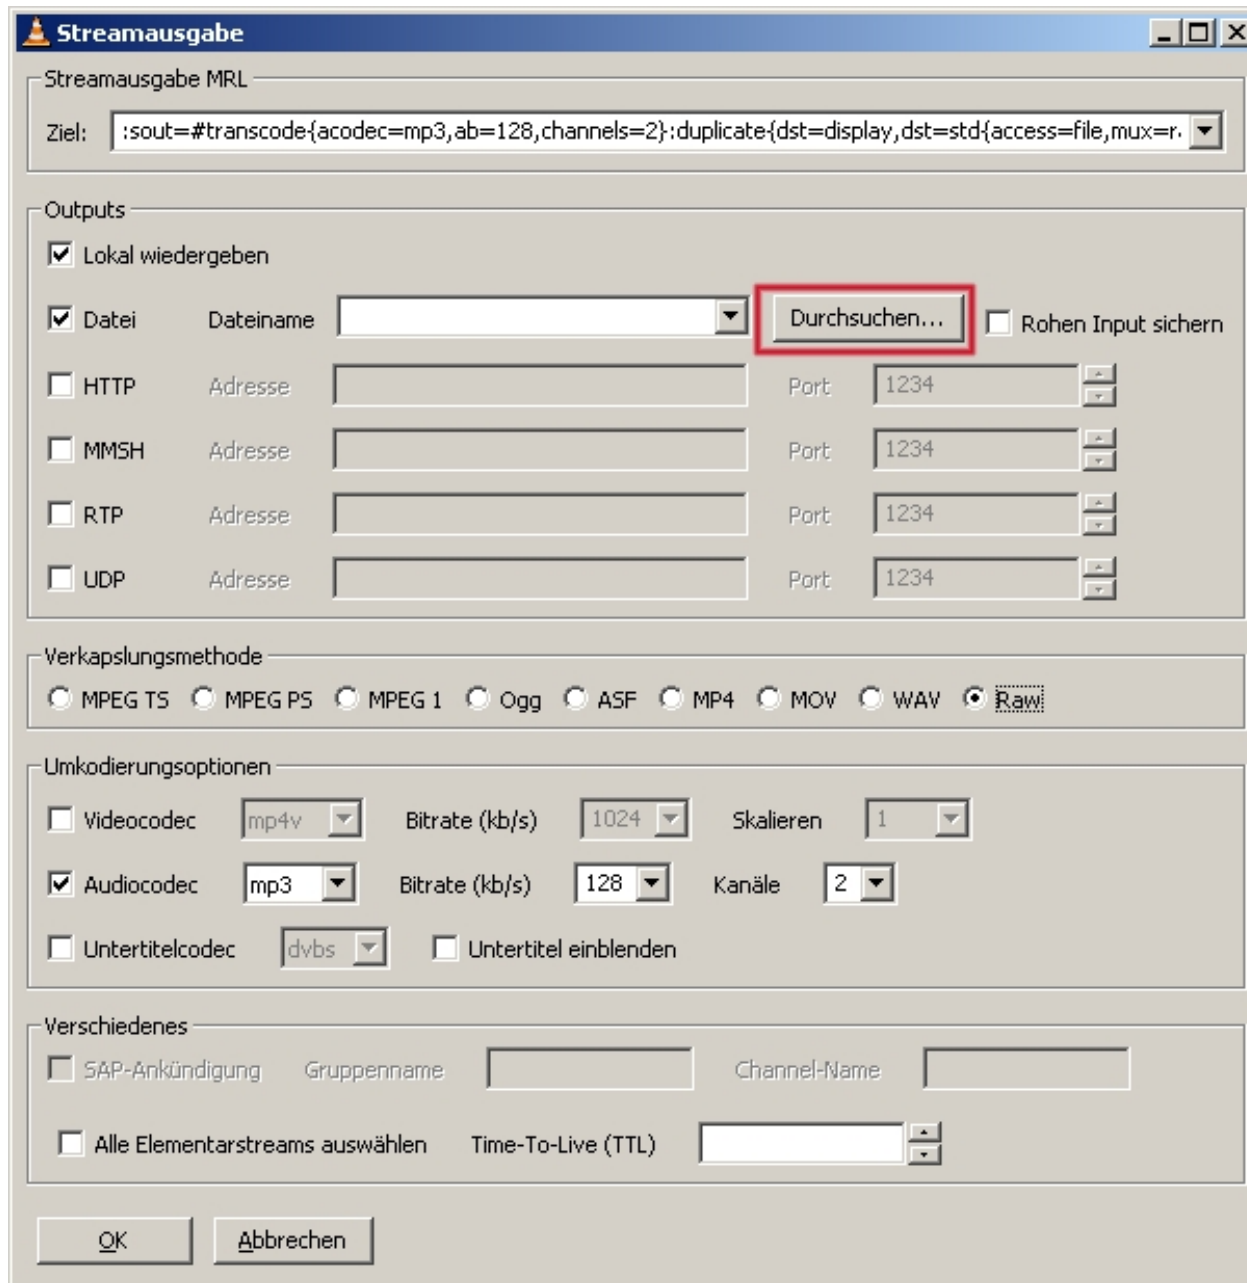 Streamausgabe
Streamausgabe MRL
Ziel: :sout=#transcode{acodec=mp3,ab=128,channels=2}:duplicate{dst=display,dst=std{access=file,mux=r
Outputs
Lokal wiedergeben
Datei Dateiname Durchsuchen... Rohen Input sichern
HTTP Adresse Port 1234
MMSH Adresse Port 1234
RTP Adresse Port 1234
UDP Adresse Port 1234
Verkapslungsmethode
MPEG TS MPEG PS MPEG 1 Ogg ASF MP4 MOV WAV Raw
Umkodierungsoptionen
Videocodec mp4v Bitrate (kb/s) 1024 Skalieren 1
Audiocodec mp3 Bitrate (kb/s) 128 Kanäle 2
Untertitelcodec dvbs Untertitel einblenden
Verschiedenes
SAP-Ankündigung Gruppenname Channel-Name
Alle Elementarstreams auswählen Time-To-Live (TTL)
OK Abbrechen